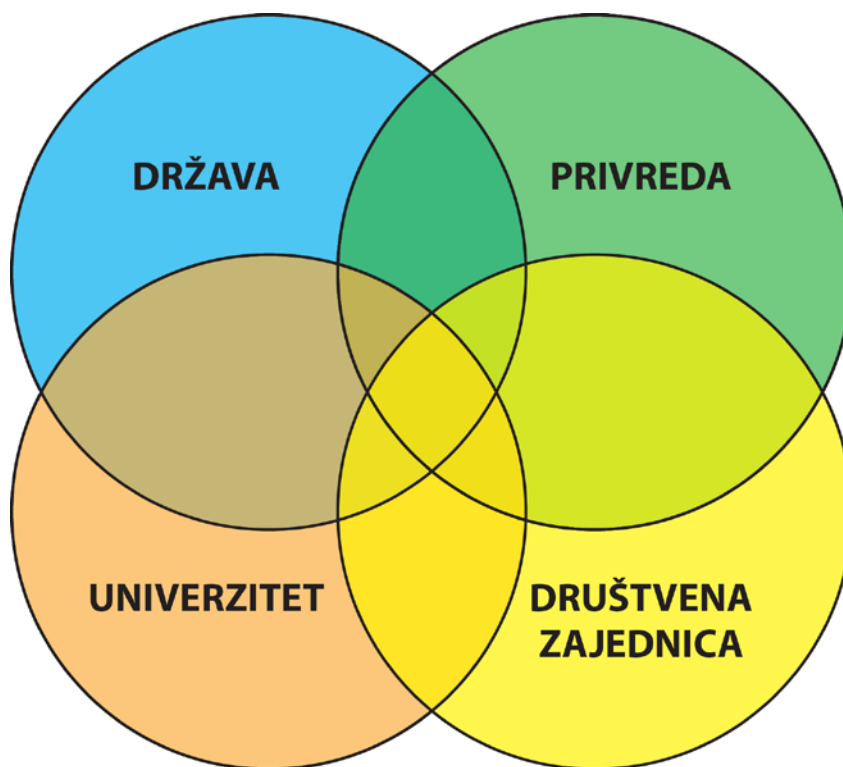 DRŽAVA
PRIVREDA
UNIVERZITET
DRUŠTVENA
ZAJEDNICA